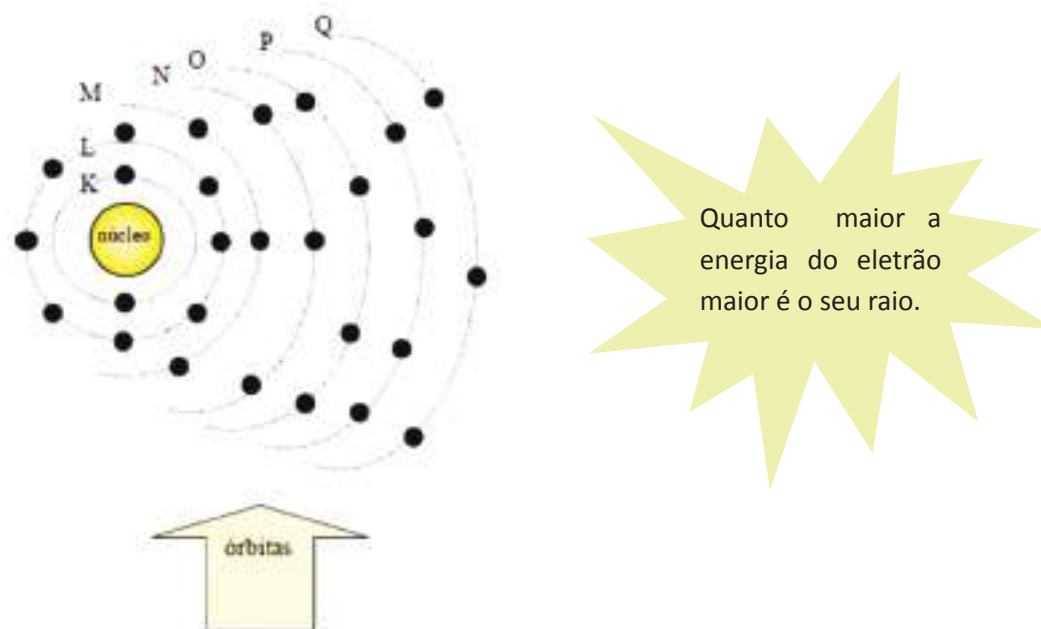 Q
P
O
N
M
L
K
núcleo
Quanto maior a
energia do eletrão
maior é o seu raio.
órbitas